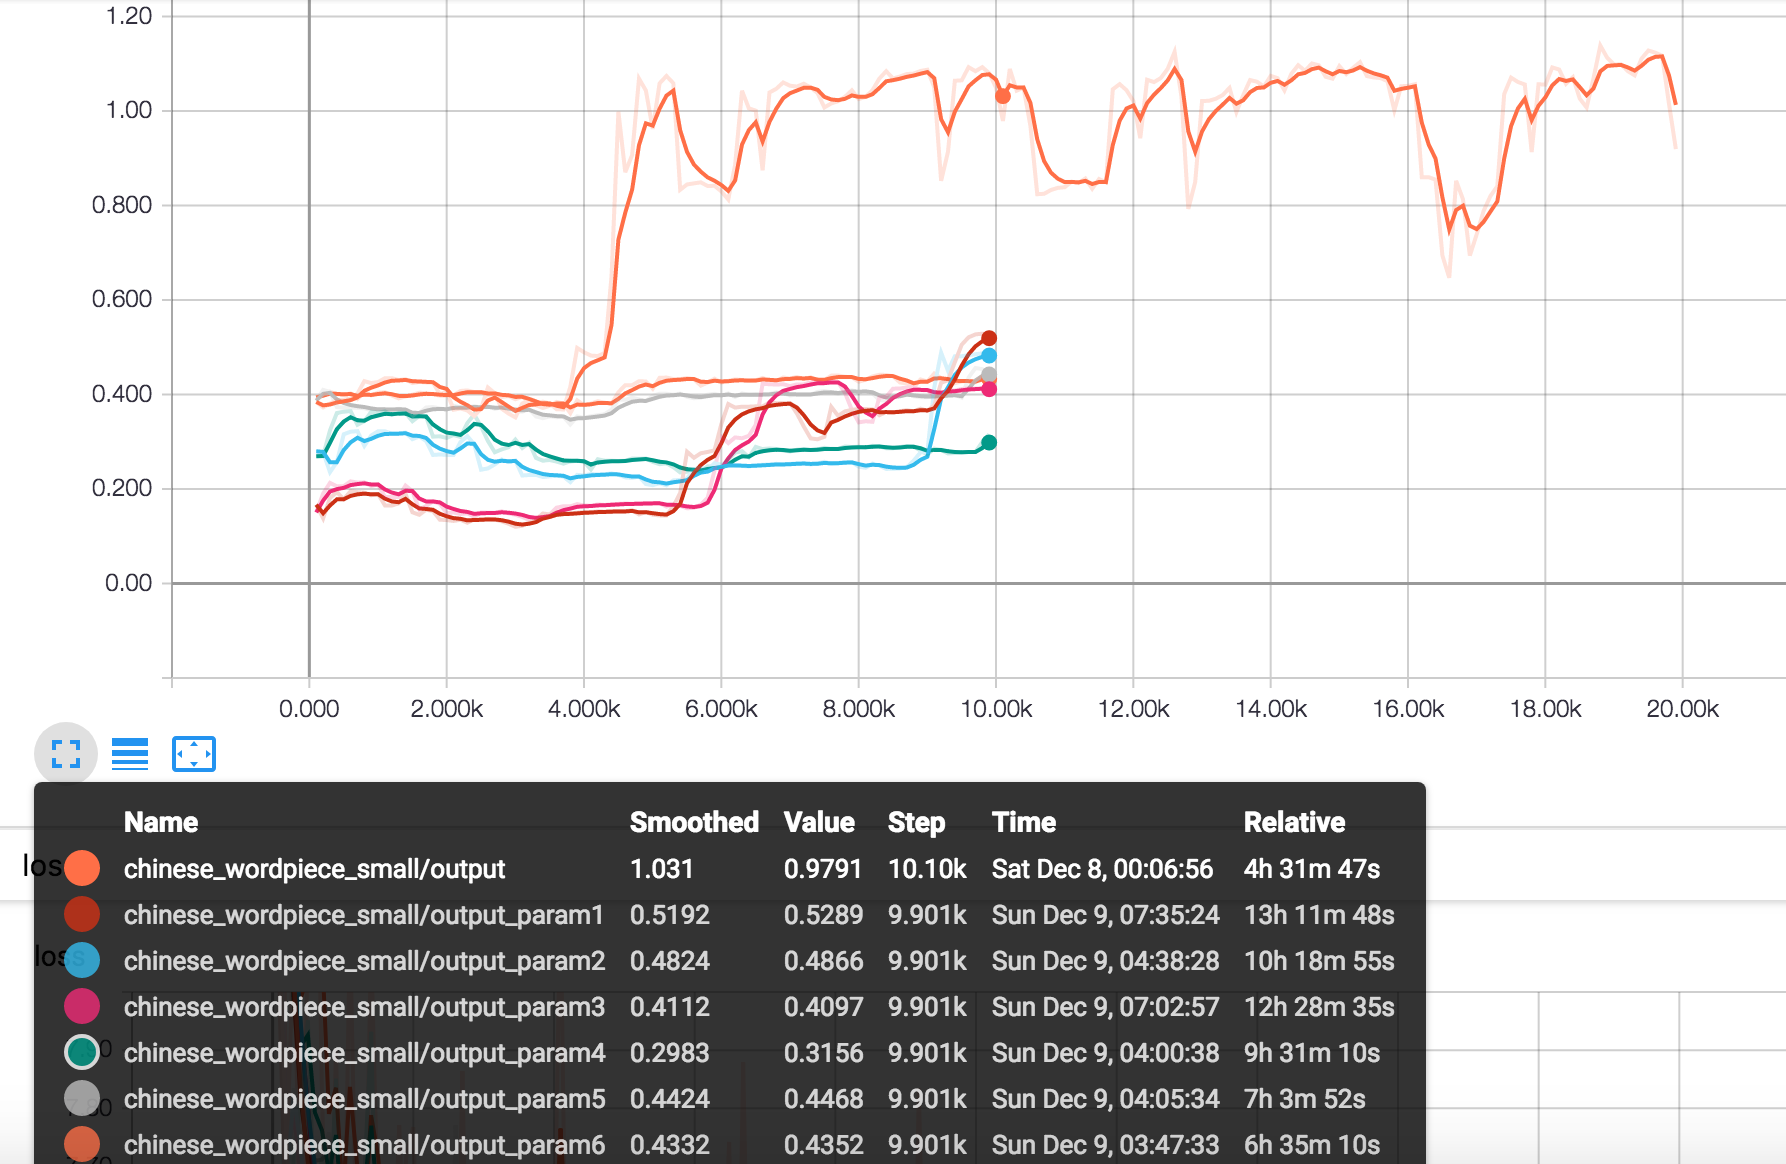 1.20
1.00
0.800
0.600
0.400
0.200
0.00
0.000 2.000k 4.000k 6.000k 8.000k 10.00k 12.00k 14.00k 16.00k 18.00k 20.00k
Name Smoothed Value Step Time Relative
los chinese_wordpiece_small/output 1.031 0.9791 10.10k Sat Dec 8, 00:06:56 4h 31m 47s
chinese_wordpiece_small/output_param1 0.5192 0.5289 9.901k Sun Dec 9, 07:35:24 13h 11m 48s
loss chinese_wordpiece_small/output_param2 0.4824 0.4866 9.901k Sun Dec 9, 04:38:28 10h 18m 55s
chinese_wordpiece_small/output_param3 0.4112 0.4097 9.901k Sun Dec 9, 07:02:57 12h 28m 35s
chinese_wordpiece_small/output_param4 0.2983 0.3156 9.901k Sun Dec 9, 04:00:38 9h 31m 10s
chinese_wordpiece_small/output_param5 0.4424 0.4468 9.901k Sun Dec 9, 04:05:34 7h 3m 52s
chinese_wordpiece_small/output_param6 0.4332 0.4352 9.901k Sun Dec 9, 03:47:33 6h 35m 10s